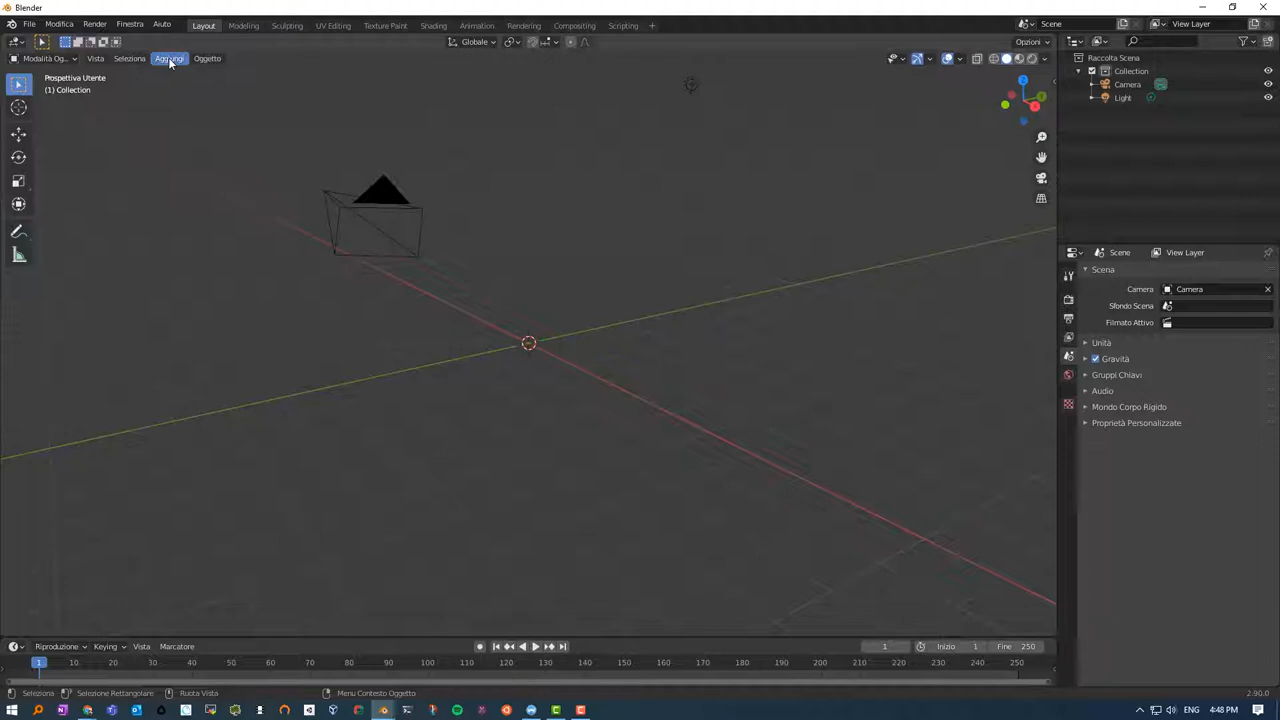 Blender
File Modifica Render Finestra Aiuto Layout Modeling Sculpting UV Editing Texture Paint Shading Animation Rendering Compositing Scripting + Scene View Layer
Globale Opzioni
Modalità Og... Vista Seleziona Aggiungi Oggetto
Prospettiva Utente
(1) Collection
Raccolta Scena
Collection
Camera
Light
Z
Y
X
Scene View Layer
Scena
Camera Camera
Sfondo Scena
Filmato Attivo
Unità
Gravità
Gruppi Chiavi
Audio
Mondo Corpo Rigido
Proprietà Personalizzate
Riproduzione Keying Vista Marcatore 1 Inizio 1 Fine 250
1 10 20 30 40 50 60 70 80 90 100 110 120 130 140 150 160 170 180 190 200 210 220 230 240 250
Seleziona Selezione Rettangolare Ruota Vista Menu Contesto Oggetto 2.90.0
ENG 4:48 PM